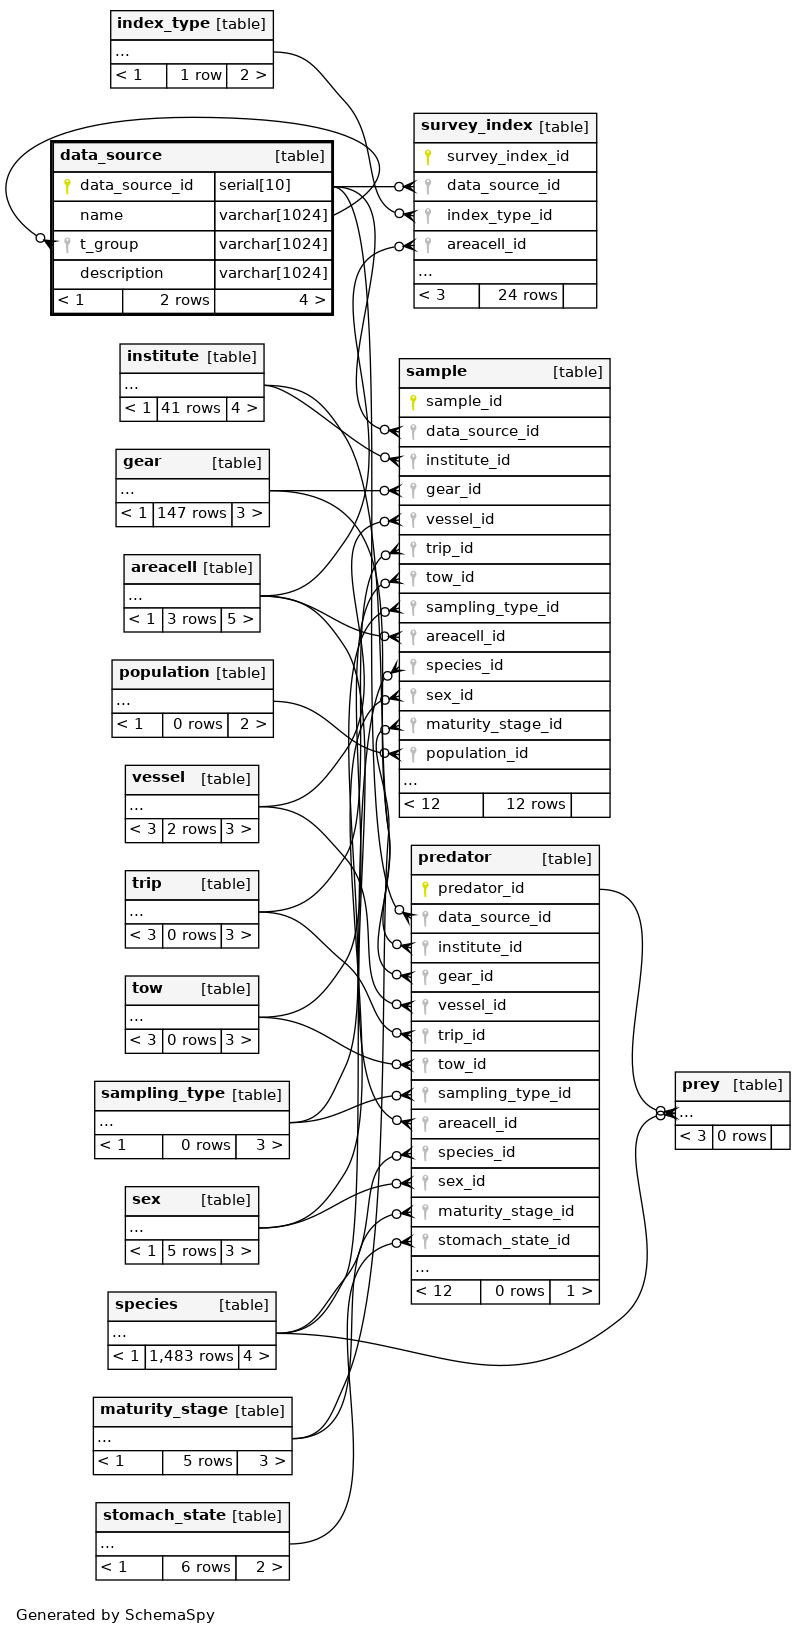 index_type [table]
...
< 1 1 row 2 >
data_source [table]
data_source_id serial[10]
name varchar[1024]
t_group varchar[1024]
description varchar[1024]
< 1 2 rows 4 >
survey_index [table]
survey_index_id
data_source_id
index_type_id
areacell_id
...
< 3 24 rows
institute [table]
...
< 1 41 rows 4 >
gear [table]
...
< 1 147 rows 3 >
areacell [table]
...
< 1 3 rows 5 >
population [table]
...
< 1 0 rows 2 >
vessel [table]
...
< 3 2 rows 3 >
trip [table]
...
< 3 0 rows 3 >
tow [table]
...
< 3 0 rows 3 >
sampling_type [table]
...
< 1 0 rows 3 >
sex [table]
...
< 1 5 rows 3 >
species [table]
...
< 1 1,483 rows 4 >
maturity_stage [table]
...
< 1 5 rows 3 >
stomach_state [table]
...
< 1 6 rows 2 >
sample [table]
sample_id
data_source_id
institute_id
gear_id
vessel_id
trip_id
tow_id
sampling_type_id
areacell_id
species_id
sex_id
maturity_stage_id
population_id
...
< 12 12 rows
predator [table]
predator_id
data_source_id
institute_id
gear_id
vessel_id
trip_id
tow_id
sampling_type_id
areacell_id
species_id
sex_id
maturity_stage_id
stomach_state_id
...
< 12 0 rows 1 >
prey [table]
...
< 3 0 rows
Generated by SchemaSpy